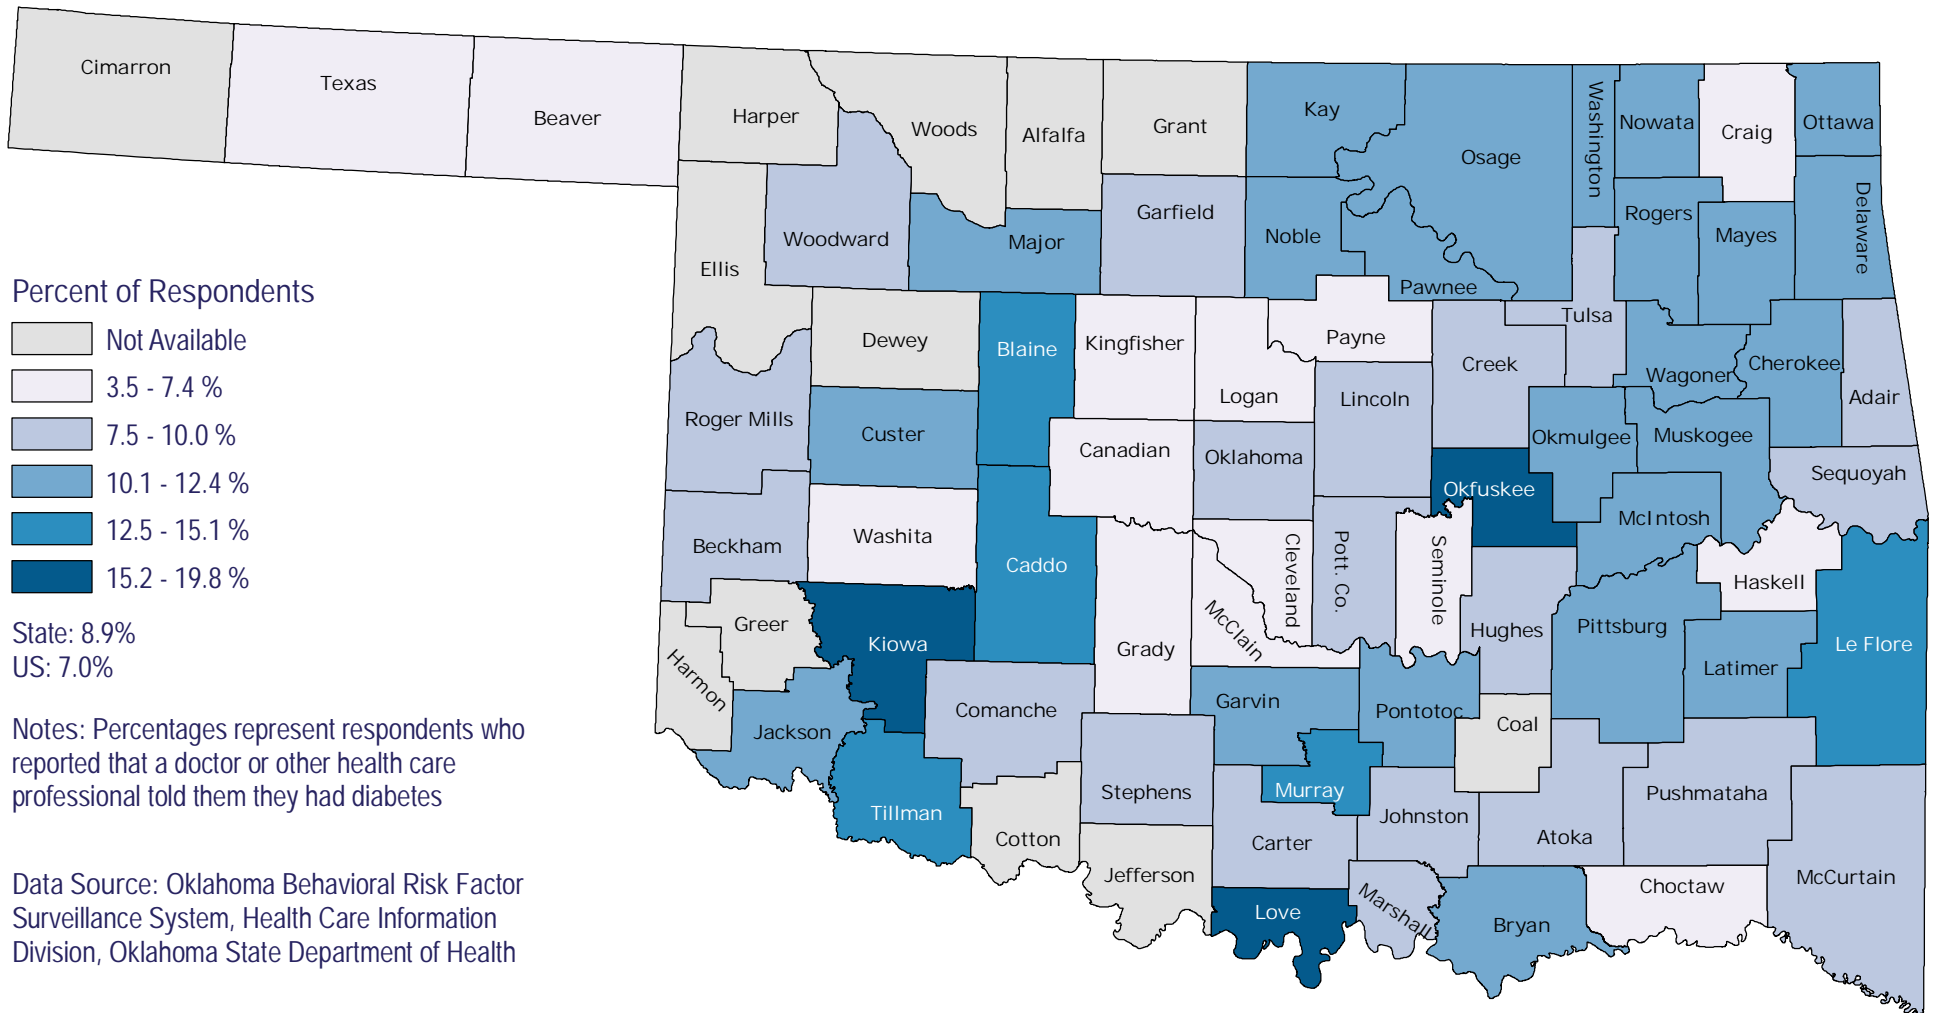 Cimarron
Texas
Beaver
Harper
Woods
Alfalfa
Grant
Kay
Osage
Washington
Nowata
Craig
Ottawa
Ellis
Woodward
Major
Garfield
Noble
Pawnee
Rogers
Mayes
Delaware
Dewey
Blaine
Kingfisher
Logan
Payne
Creek
Tulsa
Wagoner
Cherokee
Adair
Roger Mills
Custer
Canadian
Oklahoma
Lincoln
Okmulgee
Muskogee
Sequoyah
Beckham
Washita
Caddo
Grady
McClain
Cleveland
Pott. Co.
Seminole
Okfuskee
McIntosh
Haskell
Harmon
Greer
Kiowa
Comanche
Garvin
Pontotoc
Hughes
Pittsburg
Latimer
Le Flore
Jackson
Tillman
Cotton
Stephens
Murray
Coal
Johnston
Atoka
Pushmataha
Jefferson
Carter
Love
Marshall
Bryan
Choctaw
McCurtain
Percent of Respondents
Not Available
3.5 - 7.4 %
7.5 - 10.0 %
10.1 - 12.4 %
12.5 - 15.1 %
15.2 - 19.8 %
State: 8.9%
US: 7.0%
Notes: Percentages represent respondents who
reported that a doctor or other health care
professional told them they had diabetes
Data Source: Oklahoma Behavioral Risk Factor
Surveillance System, Health Care Information
Division, Oklahoma State Department of Health